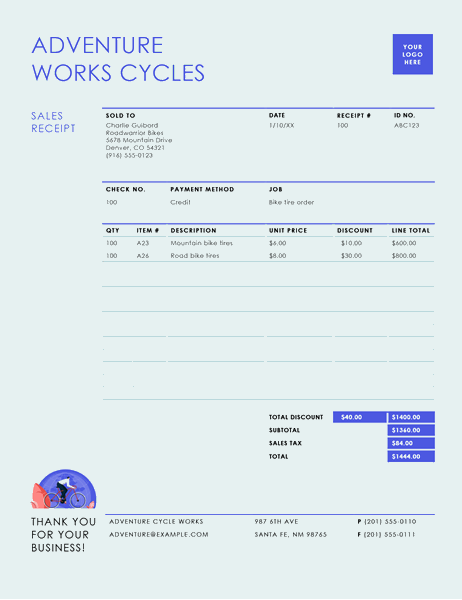 ADVENTURE
WORKS CYCLES
YOUR
LOGO
HERE
SALES
RECEIPT
SOLD TO DATE RECEIPT # ID NO.
Charlie Guibord 1/10/XX 100 ABC123
Roadwarrior Bikes
5678 Mountain Drive
Denver, CO 54321
(916) 555-0123
CHECK NO. PAYMENT METHOD JOB
100 Credit Bike tire order
QTY ITEM # DESCRIPTION UNIT PRICE DISCOUNT LINE TOTAL
100 A23 Mountain bike tires $6.00 $10.00 $600.00
100 A26 Road bike tires $8.00 $30.00 $800.00
TOTAL DISCOUNT $40.00 $1400.00
SUBTOTAL $1360.00
SALES TAX $84.00
TOTAL $1444.00
THANK YOU
FOR YOUR
BUSINESS!
ADVENTURE CYCLE WORKS 987 6TH AVE P (201) 555-0110
ADVENTURE@EXAMPLE.COM SANTA FE, NM 98765 F (201) 555-0111